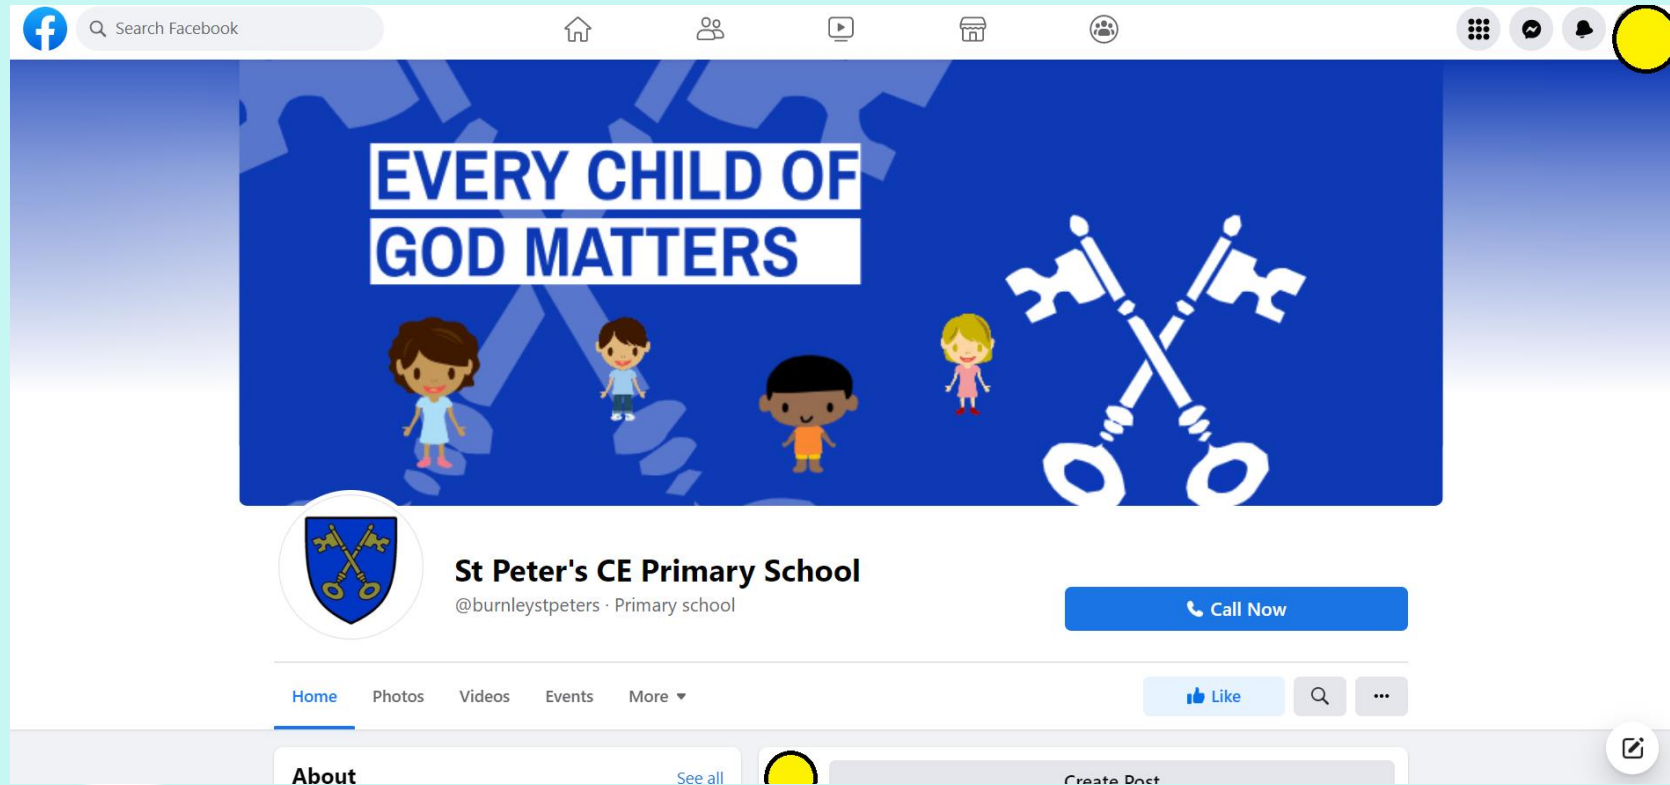 Search Facebook
EVERY CHILD OF
GOD MATTERS
St Peter's CE Primary School
@burnleystpeters · Primary school
Call Now
Home Photos Videos Events More
Like
About See all
Create Post